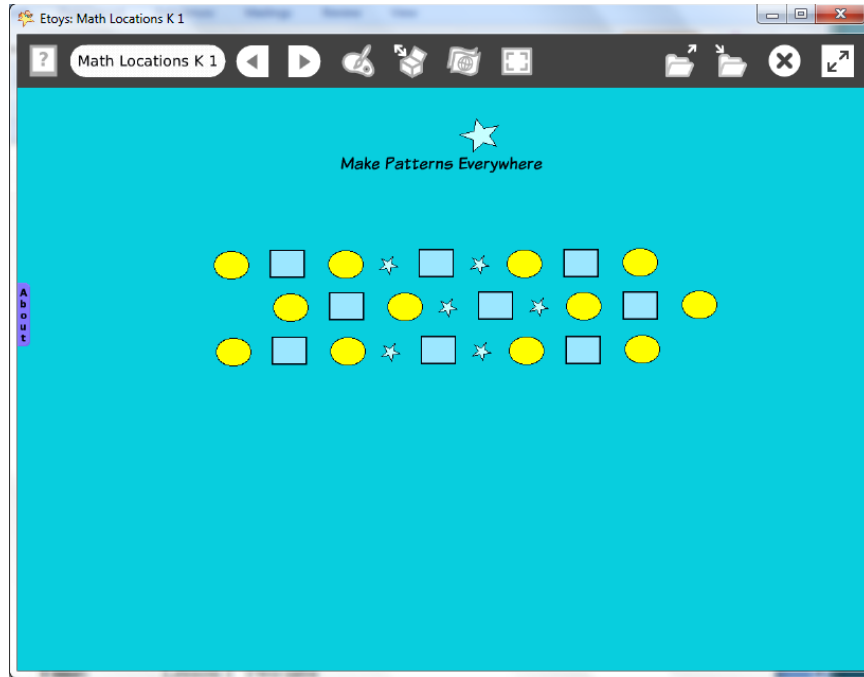 Etoys: Math Locations K 1
?
Math Locations K 1
Make Patterns Everywhere
About